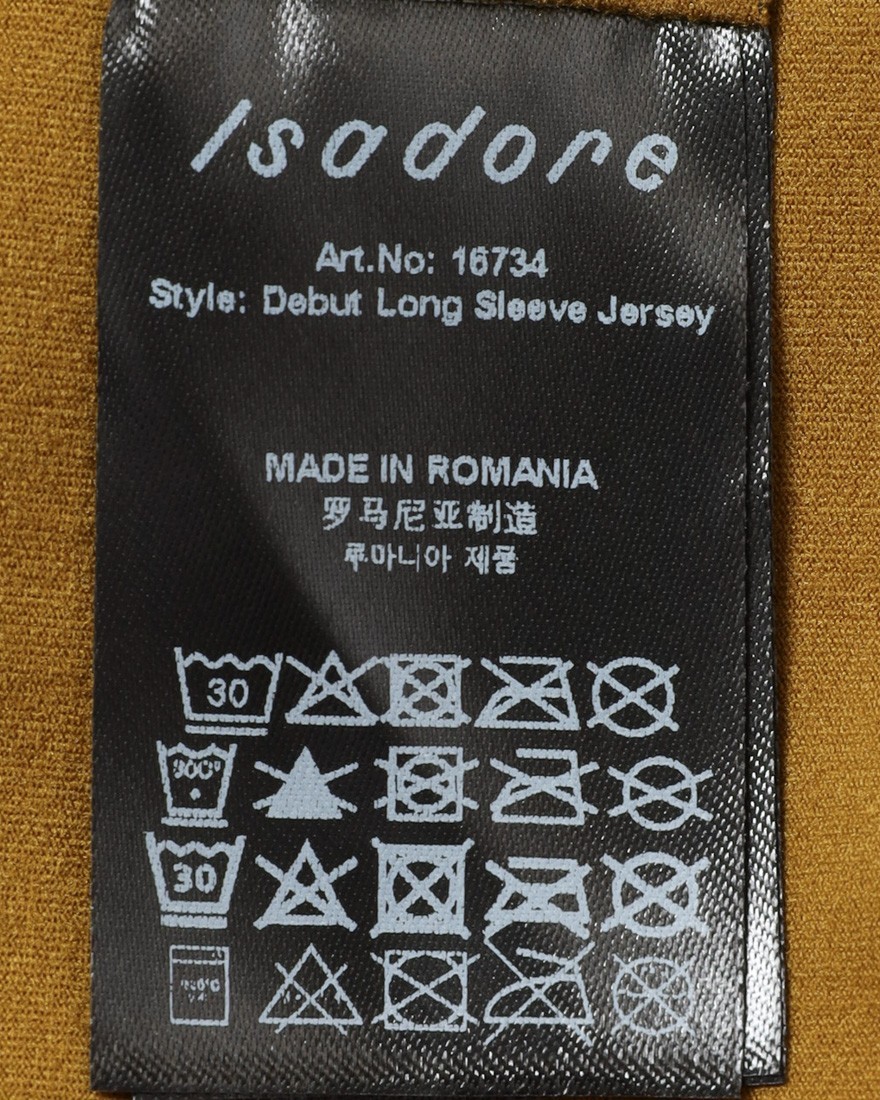 Isadore
Art.No: 16734
Style: Debut Long Sleeve Jersey
MADE IN ROMANIA
罗马尼亚制造
루마니아 제품
30
30